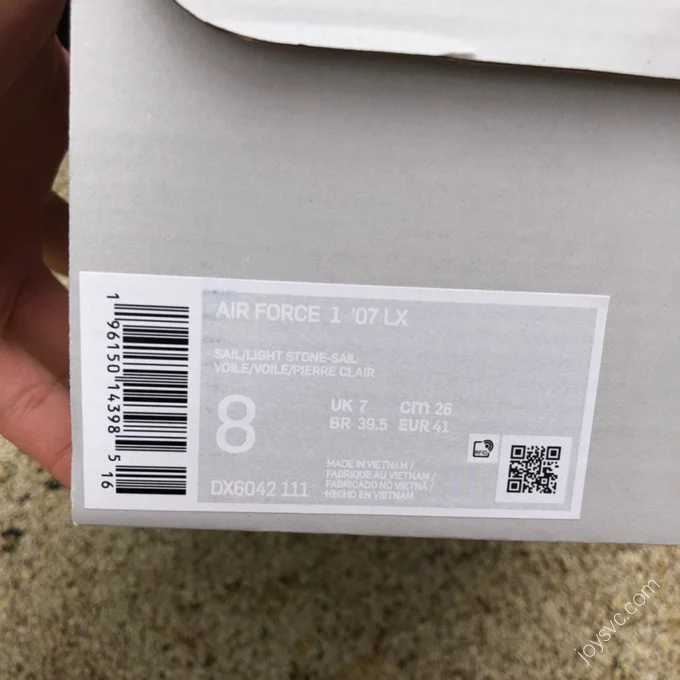 AIR FORCE 1 '07 LX
SAIL/LIGHT STONE-SAIL
VOILE/VOILE/PIERRE CLAIR
8
UK 7 cm 26
BR 39.5 EUR 41
DX6042 111
MADE IN VIETNAM /
FABRIQUE AU VIETNAM /
FABRICADO NO VIETNÃ /
HECHO EN VIETNAM
RFID
1 96150 14398 5 16
joysvc.com